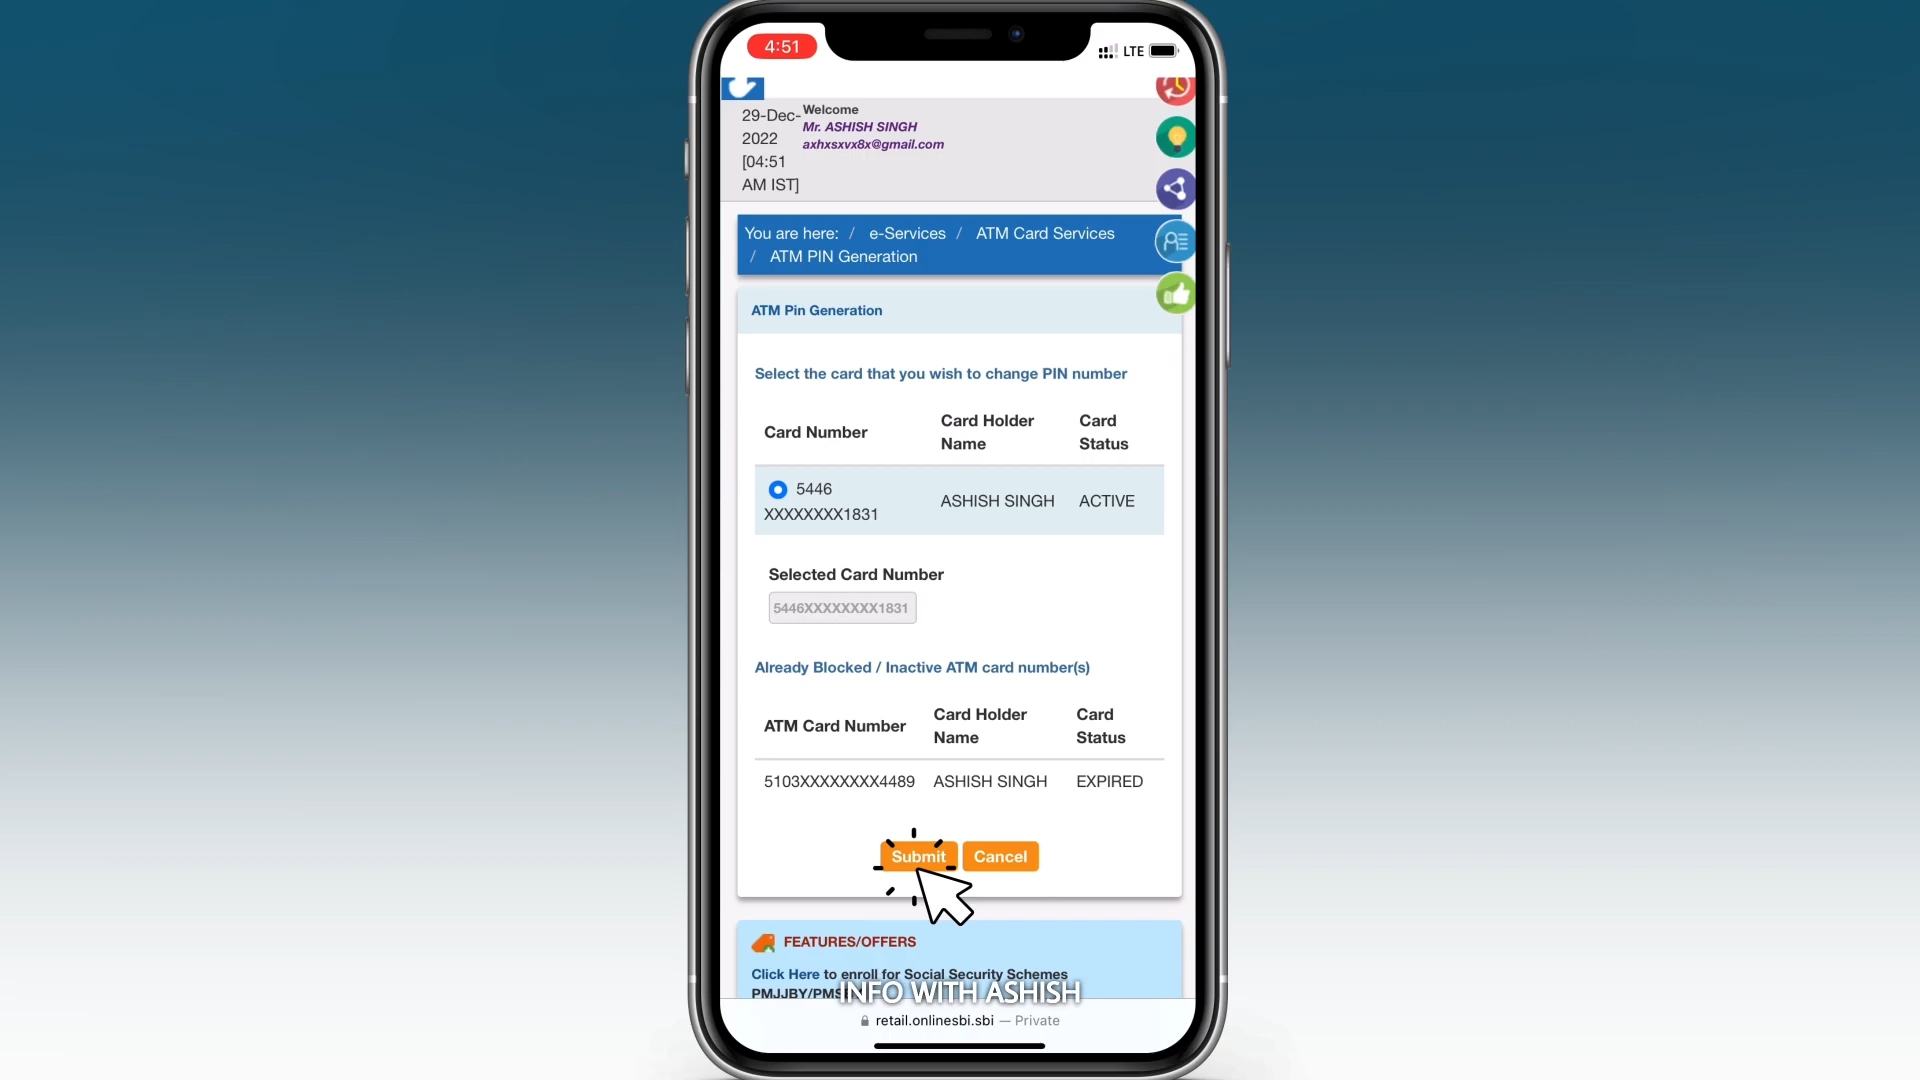 4:51
LTE
29-Dec-
2022
[04:51
AM IST]
Welcome
Mr. ASHISH SINGH
axhxsxvx8x@gmail.com
You are here: / e-Services / ATM Card Services
/ ATM PIN Generation
ATM Pin Generation
Select the card that you wish to change PIN number
Card Number
Card Holder
Name
Card
Status
5446
XXXXXXXX1831
ASHISH SINGH
ACTIVE
Selected Card Number
5446XXXXXXXX1831
Already Blocked / Inactive ATM card number(s)
ATM Card Number
Card Holder
Name
Card
Status
5103XXXXXXXX4489
ASHISH SINGH
EXPIRED
Submit
Cancel
FEATURES/OFFERS
Click Here to enroll for Social Security Schemes
INFO WITH ASHISH
retail.onlinesbi.sbi — Private